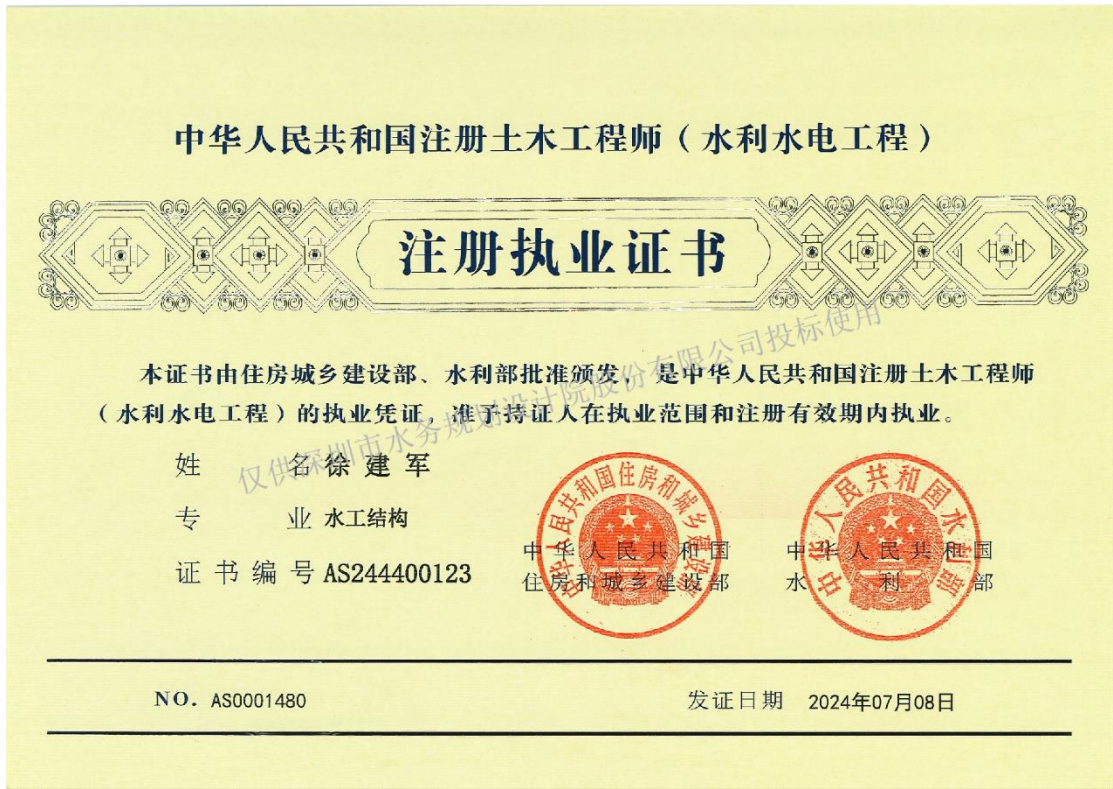 中华人民共和国注册土木工程师（水利水电工程）
注册执业证书
本证书由住房城乡建设部、水利部批准颁发，是中华人民共和国注册土木工程师
（水利水电工程）的执业凭证，准予持证人在执业范围和注册有效期内执业。
仅供深圳市水务规划设计院股份有限公司投标使用
姓 名 徐建军
专 业 水工结构
证书编号 AS244400123
中华人民共和国住房和城乡建设部
中华人民共和国水利部
中华人民共和国
住房和城乡建设部
中华人民共和国
水利部
NO. AS0001480
发证日期 2024年07月08日